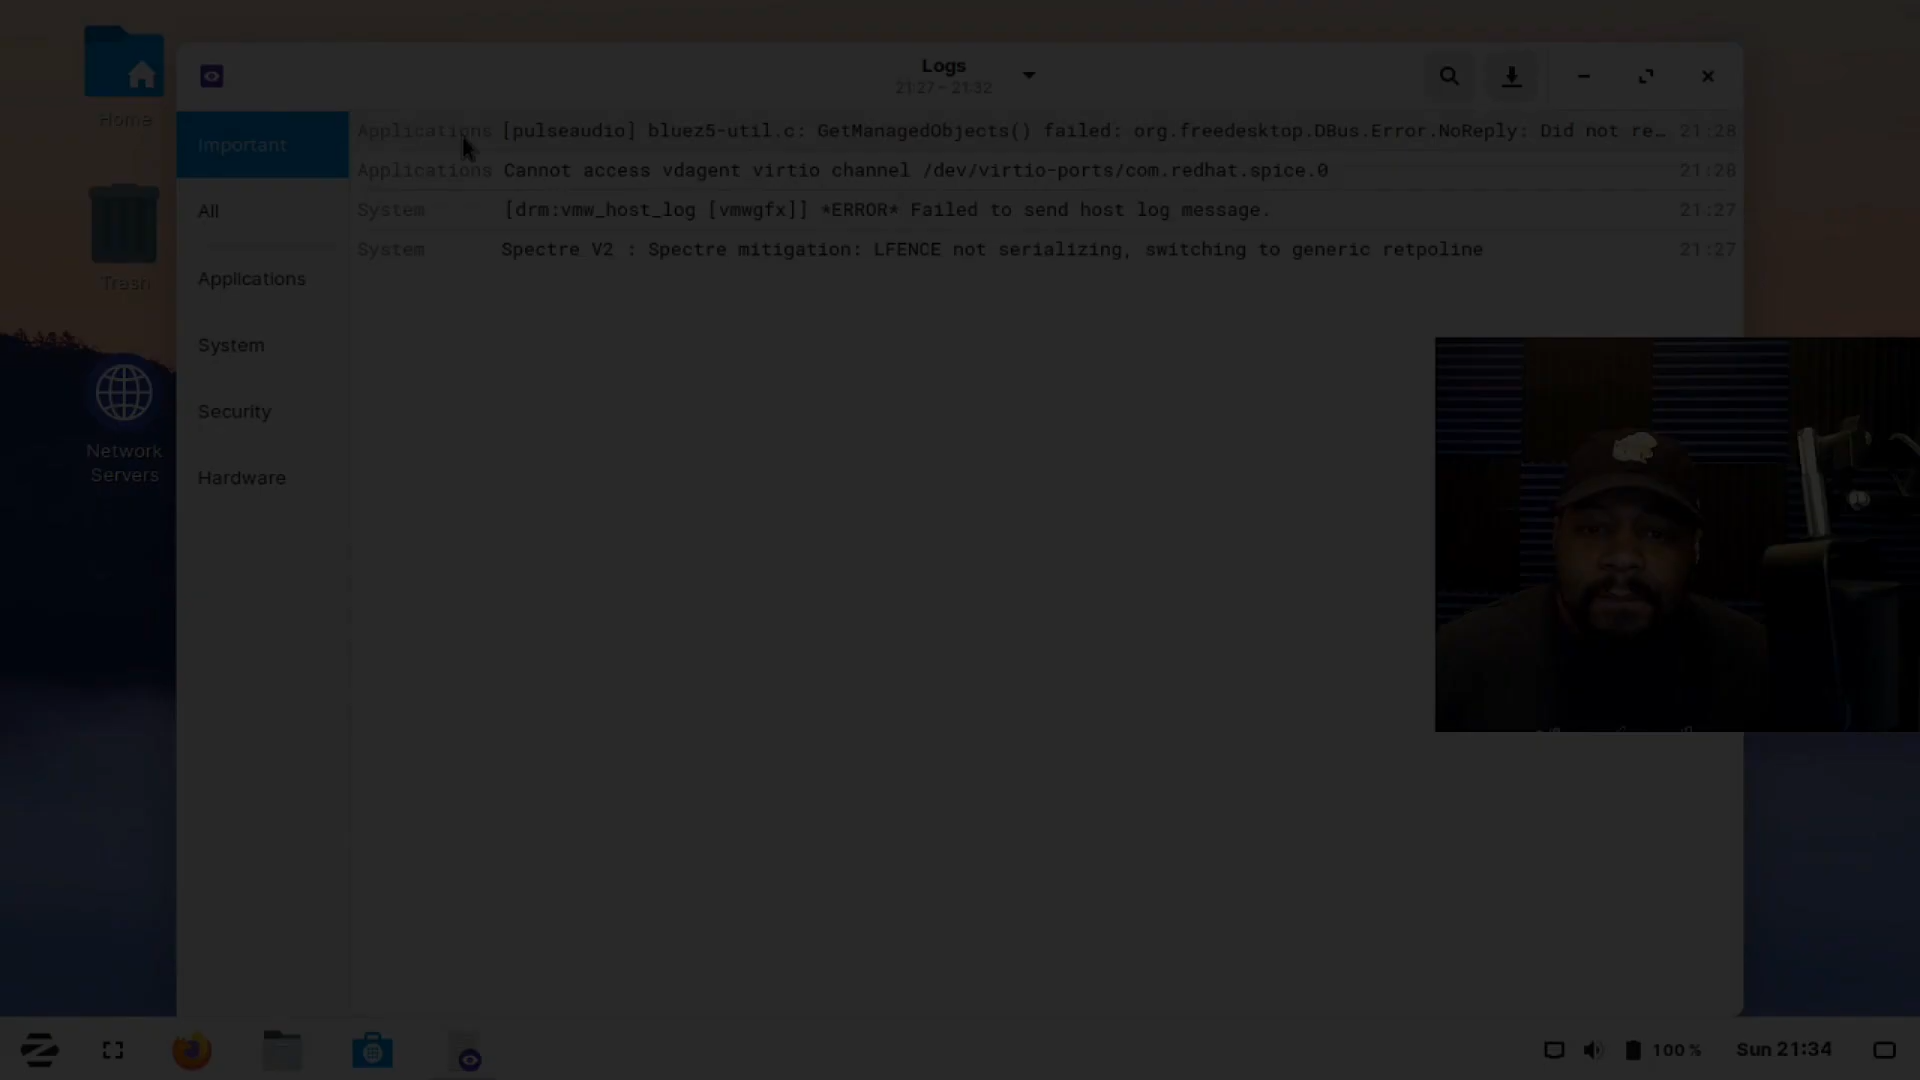 Home
Trash
Network
Servers
Logs
21:27 – 21:32
Important
All
Applications
System
Security
Hardware
Applications [pulseaudio] bluez5-util.c: GetManagedObjects() failed: org.freedesktop.DBus.Error.NoReply: Did not re… 21:28
Applications Cannot access vdagent virtio channel /dev/virtio-ports/com.redhat.spice.0 21:28
System [drm:vmw_host_log [vmwgfx]] *ERROR* Failed to send host log message. 21:27
System Spectre V2 : Spectre mitigation: LFENCE not serializing, switching to generic retpoline 21:27
100 %
Sun 21:34